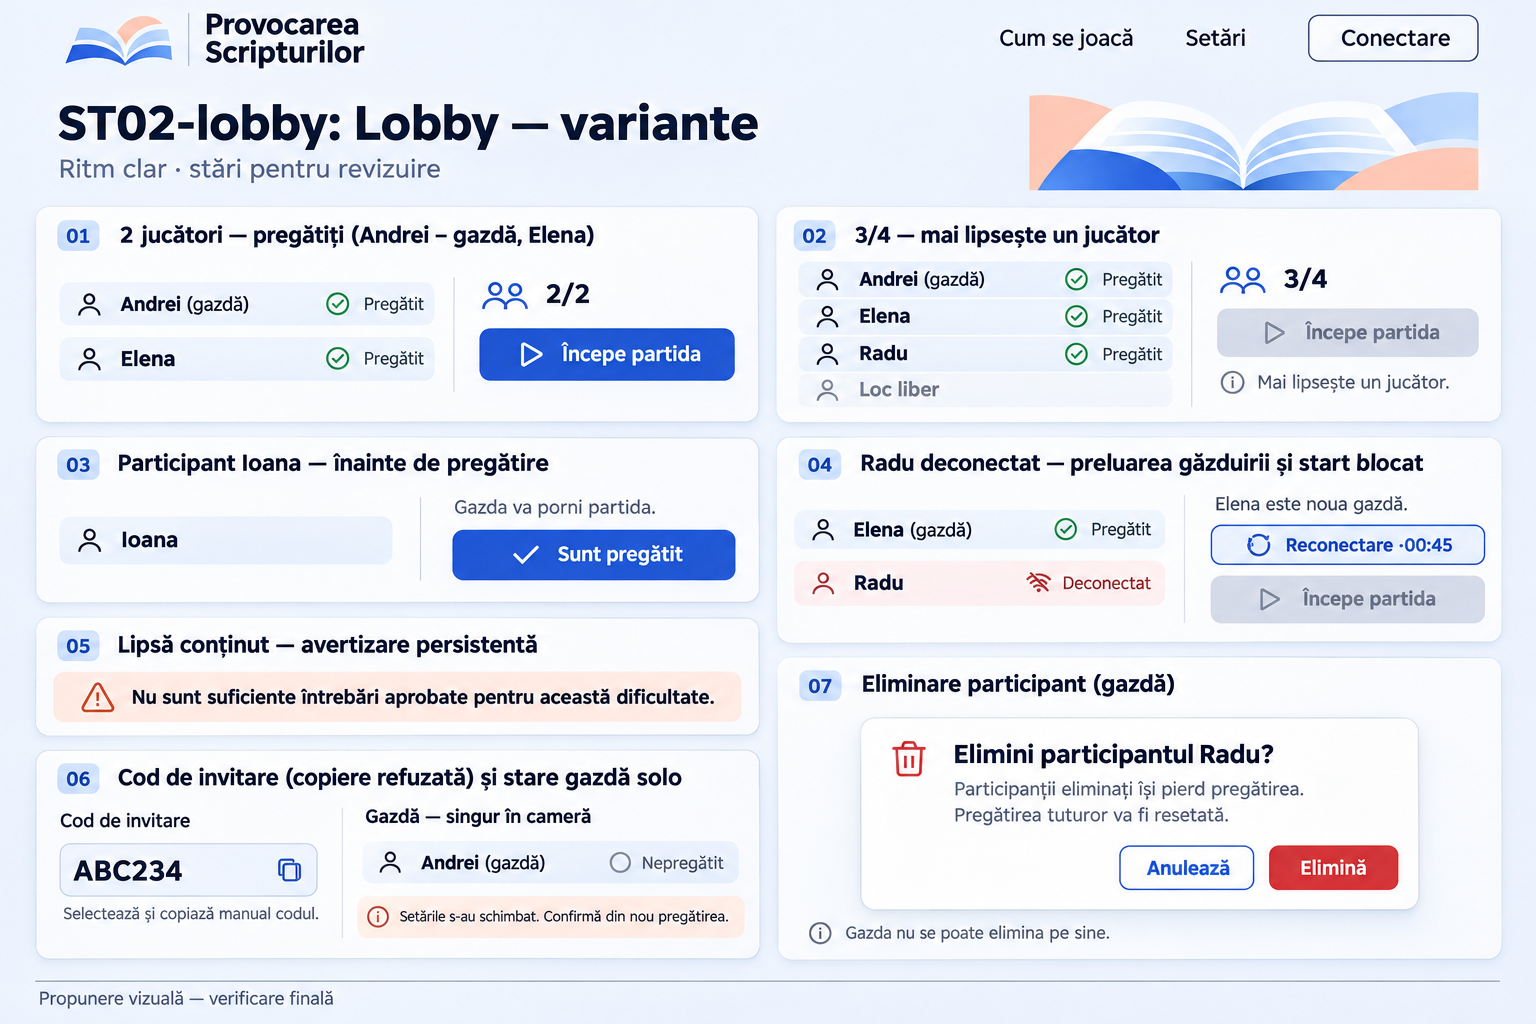 Provocarea
Scripturilor
Cum se joacă
Setări
Conectare
ST02-lobby: Lobby — variante
Ritm clar · stări pentru revizuire
01 2 jucători — pregătiți (Andrei – gazdă, Elena)
Andrei (gazdă) Pregătit
Elena Pregătit
2/2
Începe partida
02 3/4 — mai lipsește un jucător
Andrei (gazdă) Pregătit
Elena Pregătit
Radu Pregătit
Loc liber
3/4
Începe partida
Mai lipsește un jucător.
03 Participant Ioana — înainte de pregătire
Ioana
Gazda va porni partida.
Sunt pregătit
04 Radu deconectat — preluarea găzduirii și start blocat
Elena (gazdă) Pregătit
Radu Deconectat
Elena este noua gazdă.
Reconectare ·00:45
Începe partida
05 Lipsă conținut — avertizare persistentă
Nu sunt suficiente întrebări aprobate pentru această dificultate.
06 Cod de invitare (copiere refuzată) și stare gazdă solo
Cod de invitare
ABC234
Selectează și copiază manual codul.
Gazdă — singur în cameră
Andrei (gazdă) Nepregătit
Setările s-au schimbat. Confirmă din nou pregătirea.
07 Eliminare participant (gazdă)
Elimini participantul Radu?
Participanții eliminați își pierd pregătirea.
Pregătirea tuturor va fi resetată.
Anulează
Elimină
Gazda nu se poate elimina pe sine.
Propunere vizuală — verificare finală